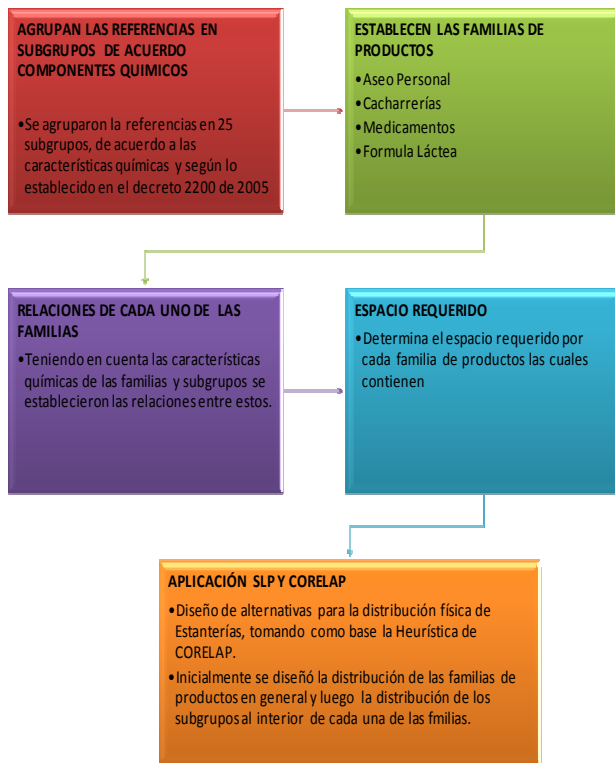 AGRUPAN LAS REFERENCIAS EN
SUBGRUPOS DE ACUERDO
COMPONENTES QUIMICOS
•Se agruparon la referencias en 25
subgrupos, de acuerdo a las
características químicas y según lo
establecido en el decreto 2200 de 2005
ESTABLECEN LAS FAMILIAS DE
PRODUCTOS
•Aseo Personal
•Cacharrerías
•Medicamentos
•Formula Láctea
RELACIONES DE CADA UNO DE LAS
FAMILIAS
•Teniendo en cuenta las características
químicas de las familias y subgrupos se
establecieron las relaciones entre estos.
ESPACIO REQUERIDO
•Determina el espacio requerido por
cada familia de productos las cuales
contienen
APLICACIÓN SLP Y CORELAP
•Diseño de alternativas para la distribución física de
Estanterías, tomando como base la Heurística de
CORELAP.
•Inicialmente se diseñó la distribución de las familias de
productos en general y luego la distribución de los
subgrupos al interior de cada una de las fmilias.